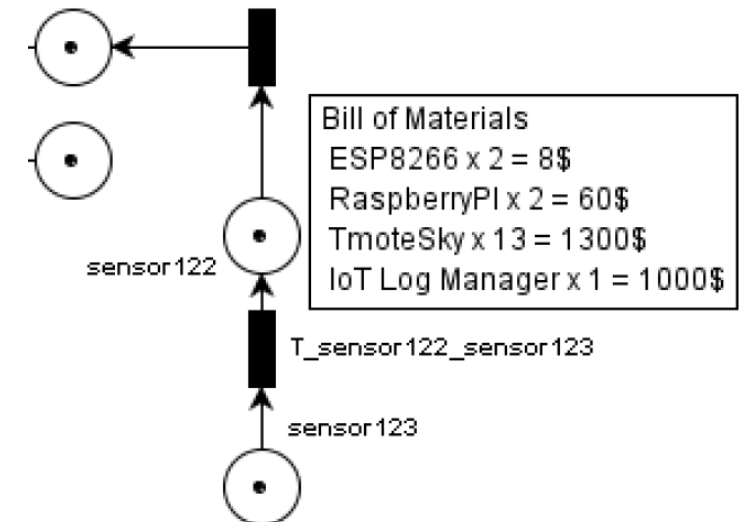 Bill of Materials
ESP8266 x 2 = 8$
RaspberryPI x 2 = 60$
TmoteSky x 13 = 1300$
IoT Log Manager x 1 = 1000$
sensor122
T_sensor122_sensor123
sensor123